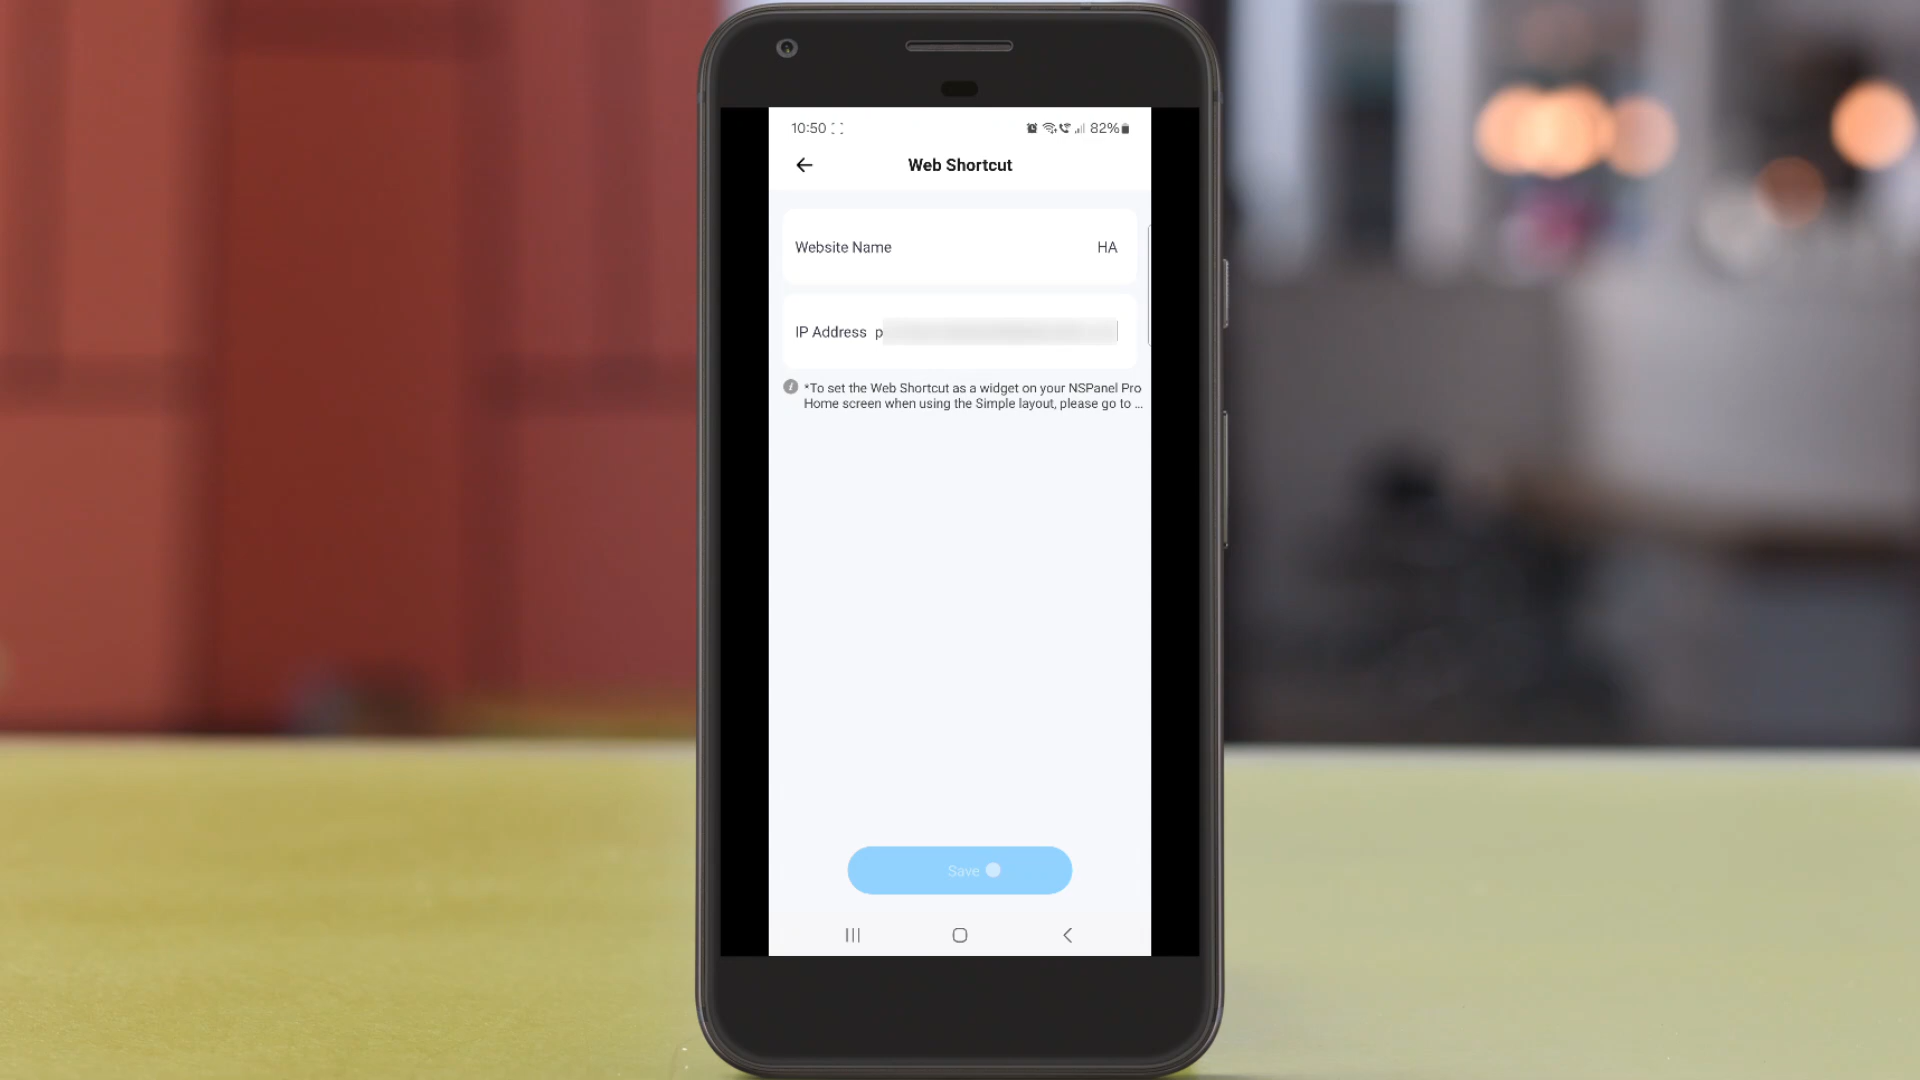 10:50 82%
Web Shortcut
Website Name HA
IP Address p
*To set the Web Shortcut as a widget on your NSPanel Pro
Home screen when using the Simple layout, please go to ...
Save